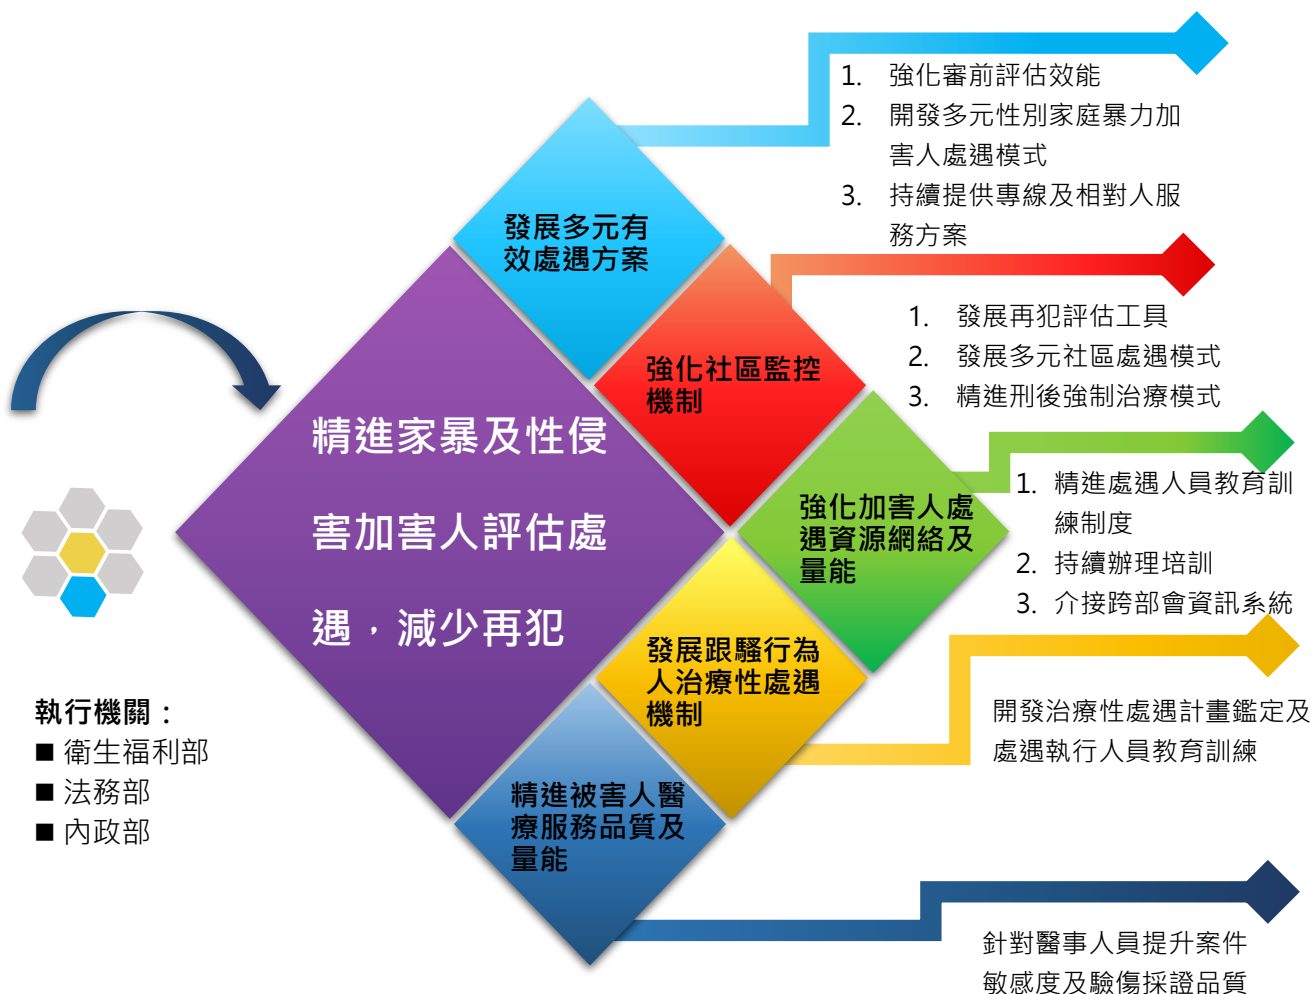 1. 強化審前評估效能
2. 開發多元性別家庭暴力加
害人處遇模式
3. 持續提供專線及相對人服
務方案
發展多元有
效處遇方案
1. 發展再犯評估工具
2. 發展多元社區處遇模式
3. 精進刑後強制治療模式
強化社區監控
機制
精進家暴及性侵
害加害人評估處
遇，減少再犯
1. 精進處遇人員教育訓
練制度
2. 持續辦理培訓
3. 介接跨部會資訊系統
強化加害人處
遇資源網絡及
量能
發展跟騷行為
人治療性處遇
機制
開發治療性處遇計畫鑑定及
處遇執行人員教育訓練
執行機關：
■ 衛生福利部
■ 法務部
■ 內政部
精進被害人醫
療服務品質及
量能
針對醫事人員提升案件
敏感度及驗傷採證品質